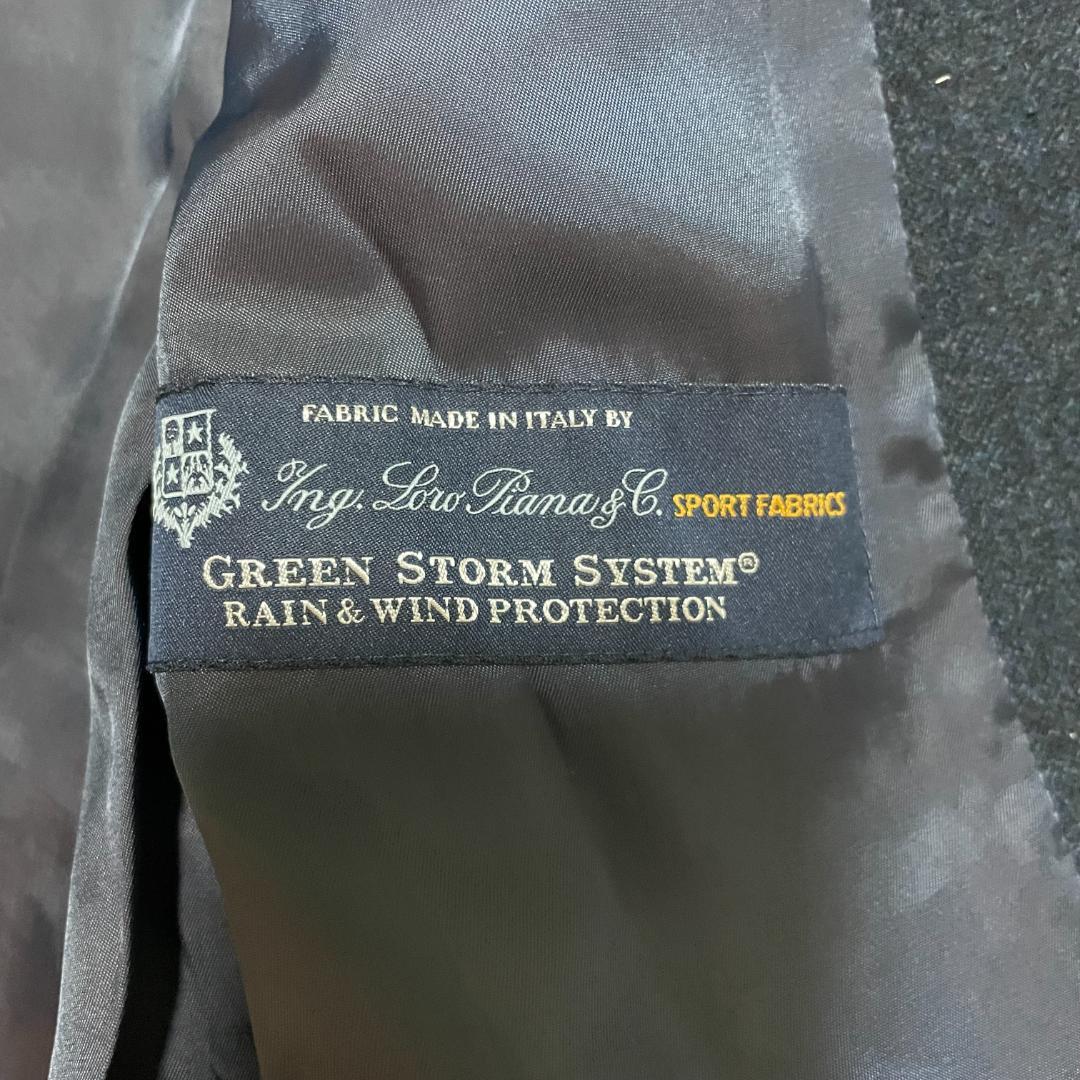 FABRIC MADE IN ITALY BY
Ing. Loro Piana & C. SPORT FABRICS
GREEN STORM SYSTEM®
RAIN & WIND PROTECTION